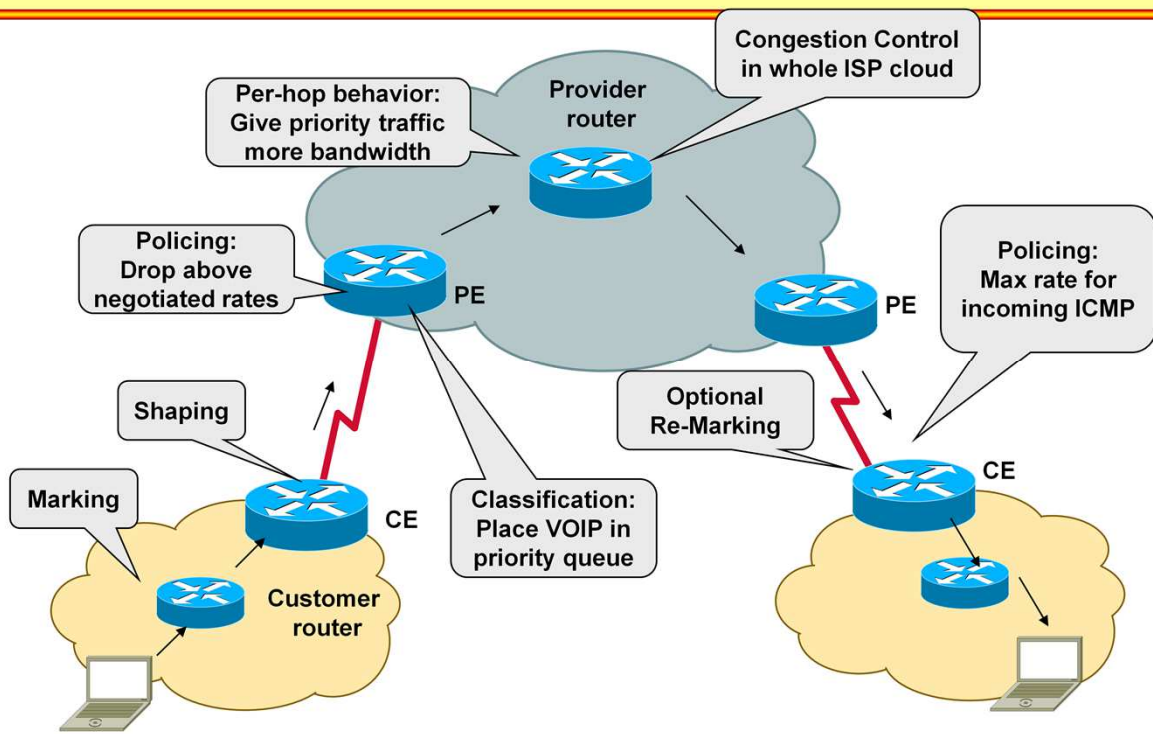 Congestion Control
in whole ISP cloud
Per-hop behavior:
Give priority traffic
more bandwidth
Provider
router
Policing:
Drop above
negotiated rates
PE
PE
Policing:
Max rate for
incoming ICMP
Shaping
Optional
Re-Marking
Marking
CE
Classification:
Place VOIP in
priority queue
CE
Customer
router